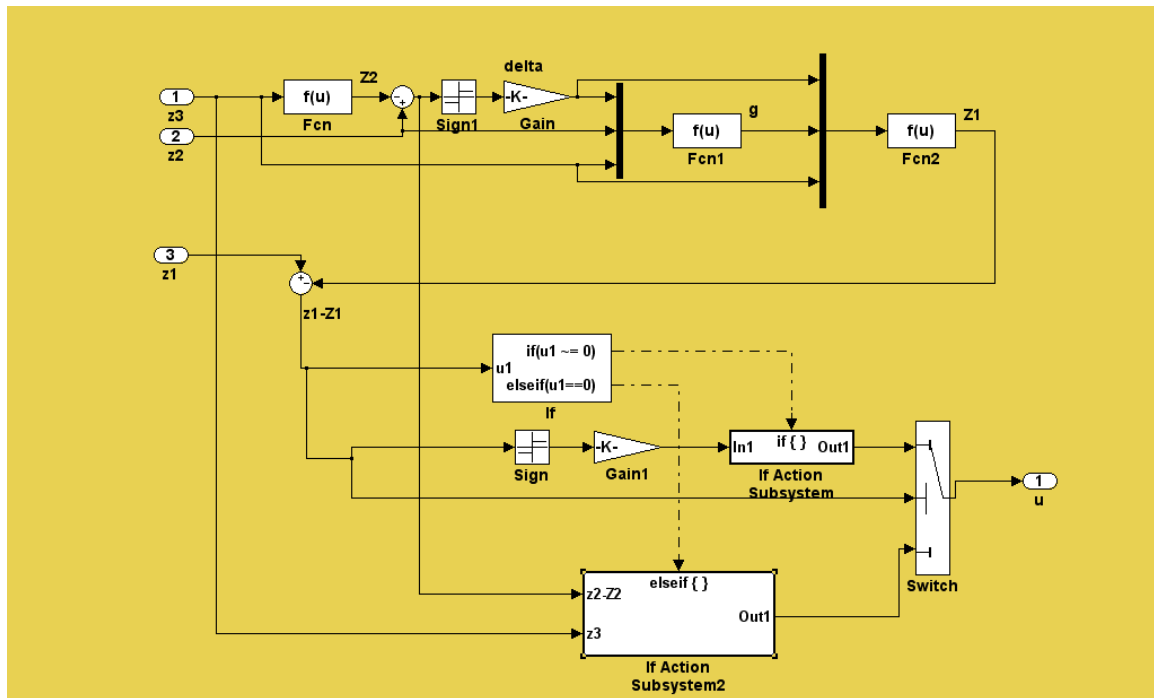 delta
Z2
1
f(u)
-
+
-K-
g
Z1
z3
Fcn
Sign1
Gain
f(u)
f(u)
2
z2
Fcn1
Fcn2
3
z1
+
-
z1-Z1
if(u1 ~= 0)
u1
elseif(u1==0)
If
-K-
In1
if { }
Out1
Sign
Gain1
If Action
Subsystem
1
u
elseif { }
z2-Z2
Out1
z3
Switch
If Action
Subsystem2